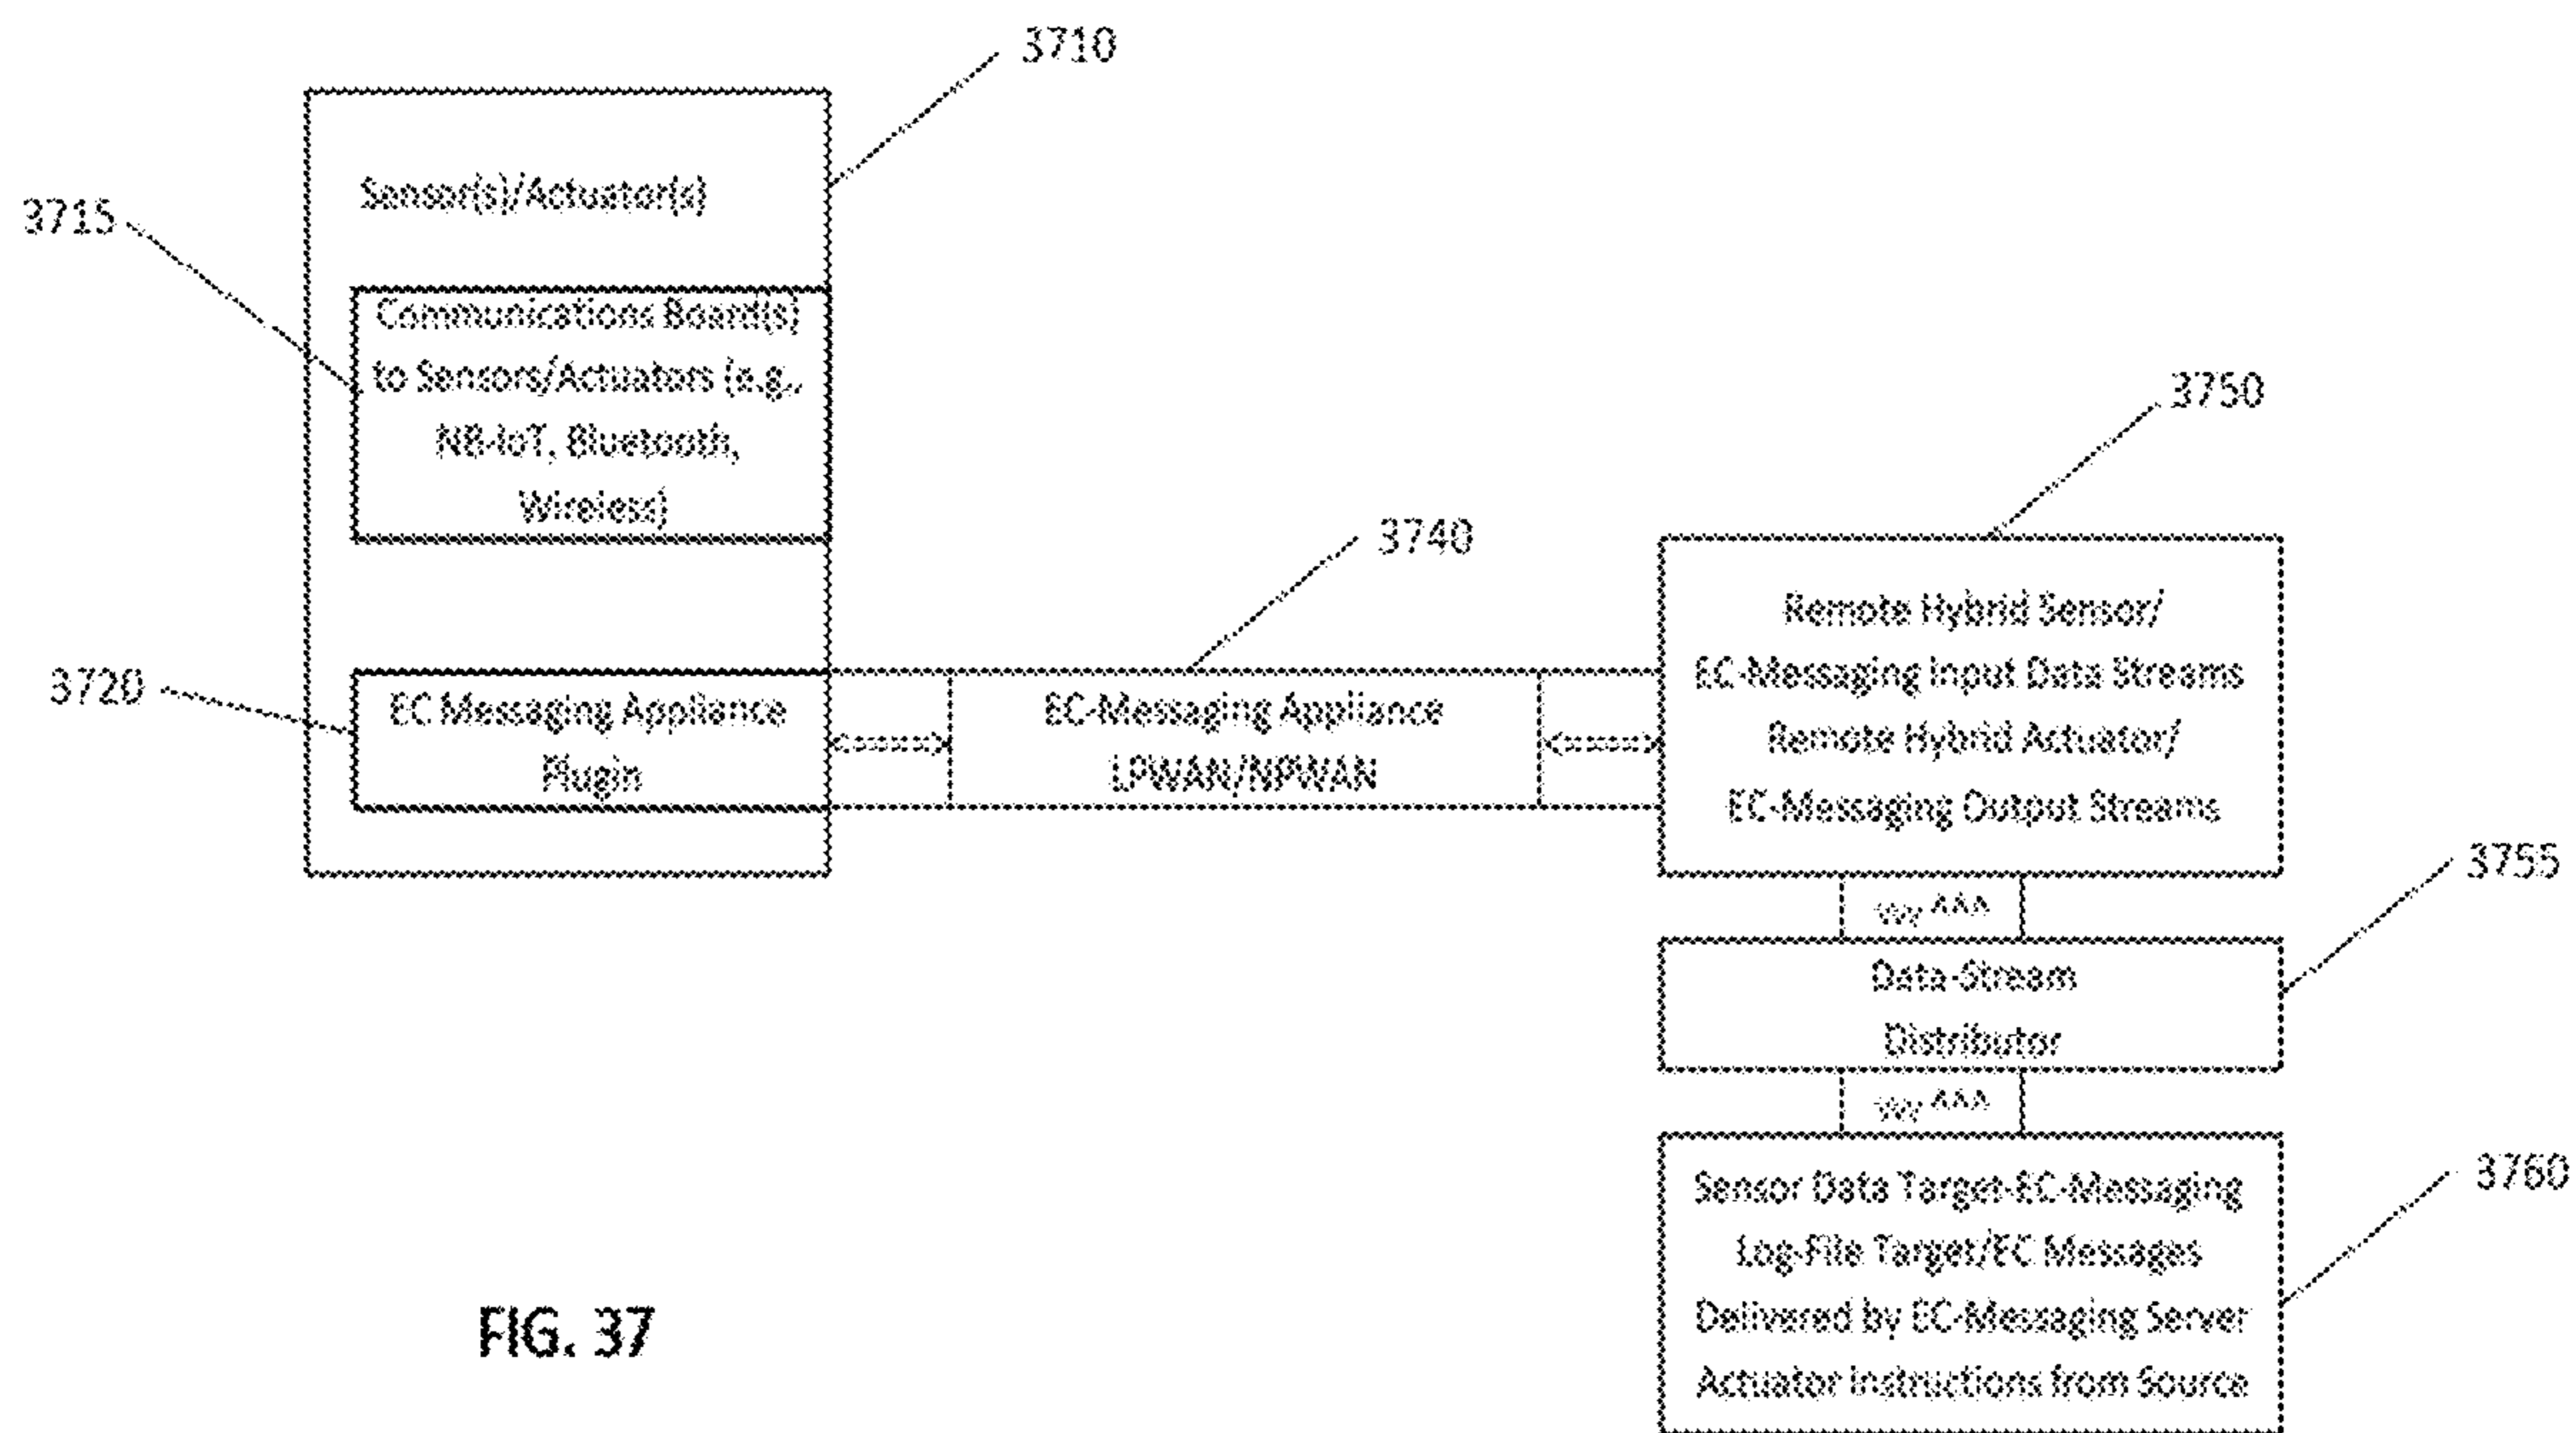 3710
Sensor(s)/Actuator(s)
3715
Communications Board(s)
to Sensors/Actuators (e.g.,
NB-IoT, Bluetooth,
Wireless)
3720
EC Messaging Appliance
Plugin
3740
EC-Messaging Appliance
LPWAN/NPWAN
3750
Remote Hybrid Sensor/
EC-Messaging Input Data Streams
Remote Hybrid Actuator/
EC-Messaging Output Streams
vvv ^^^
3755
Data-Stream
Distributor
vvv ^^^
3760
Sensor Data Target-EC-Messaging
Log-File Target/EC Messages
Delivered by EC-Messaging Server
Actuator Instructions from Source
FIG. 37